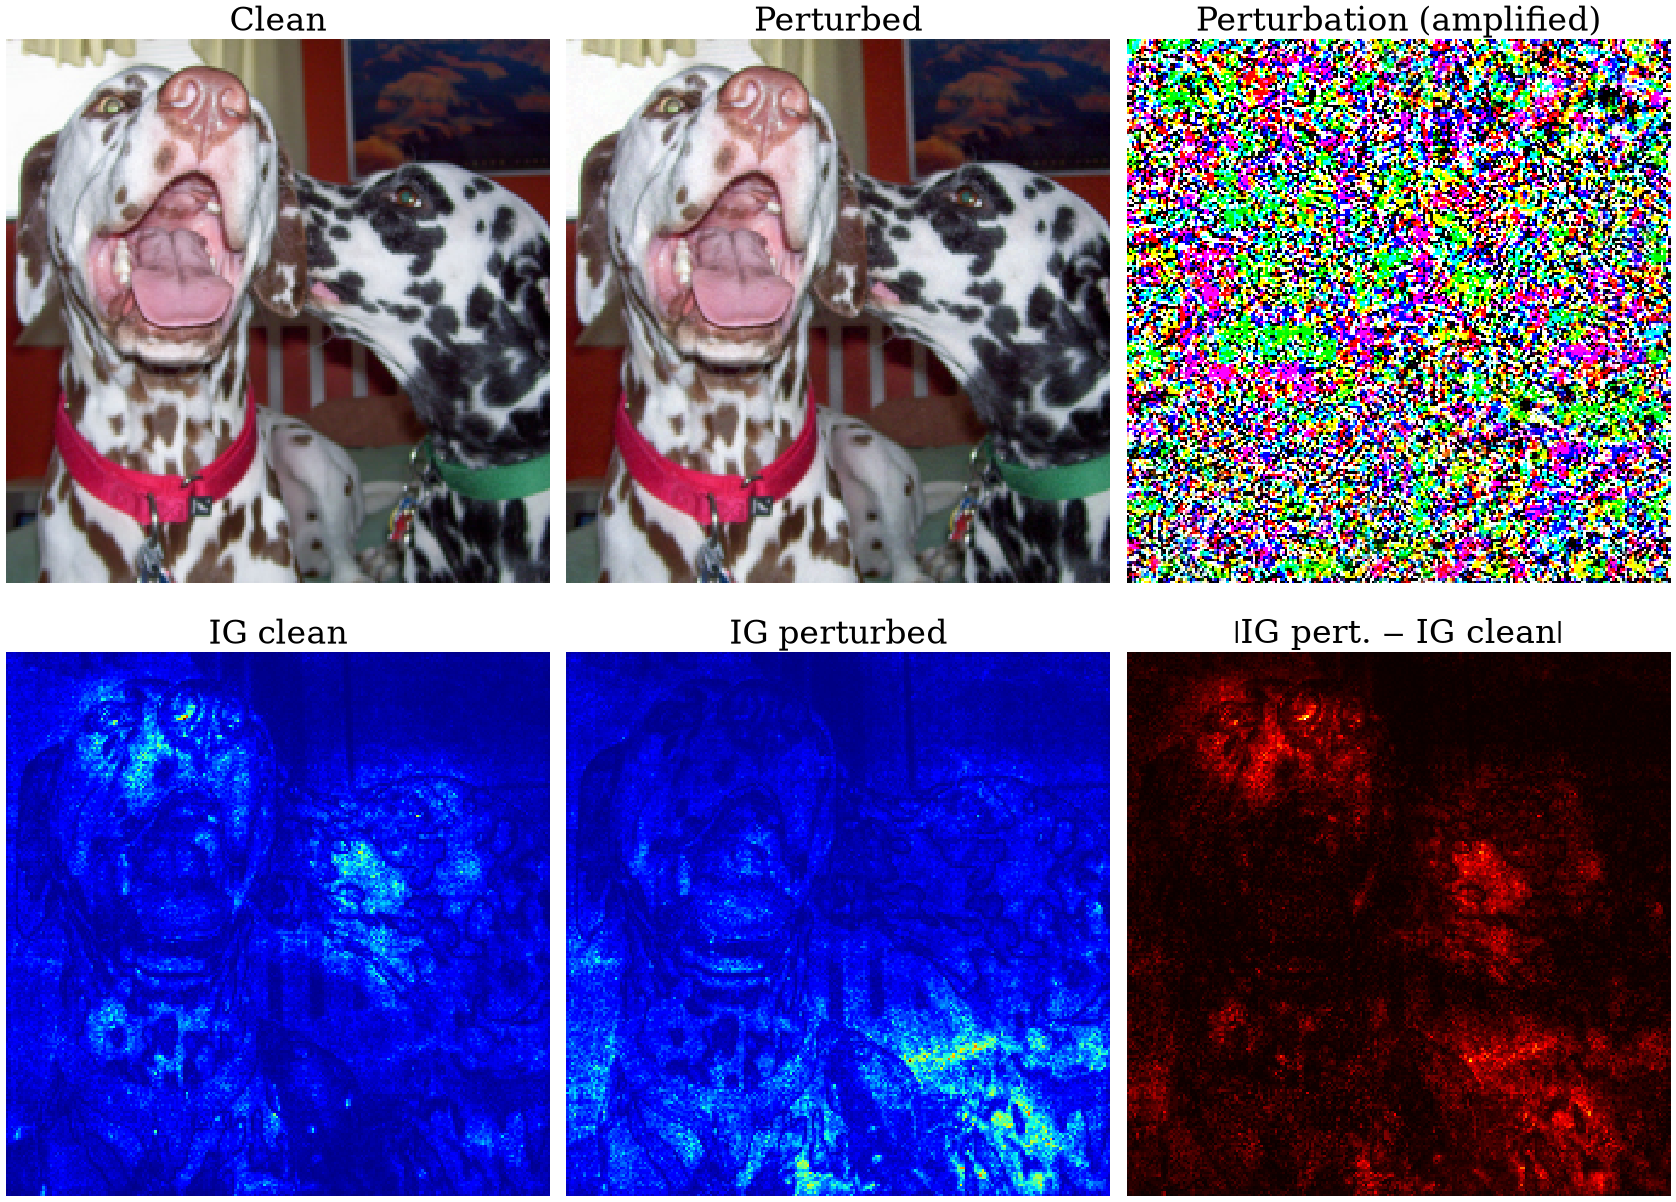 Clean
Perturbed
Perturbation (amplified)
IG clean
IG perturbed
|IG pert. − IG clean|